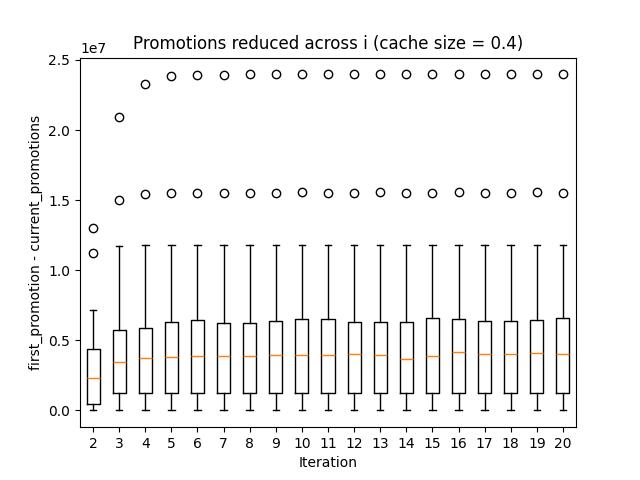 Promotions reduced across i (cache size = 0.4)
1e7
2.5
2.0
1.5
1.0
0.5
0.0
first_promotion - current_promotions
2 3 4 5 6 7 8 9 10 11 12 13 14 15 16 17 18 19 20
Iteration